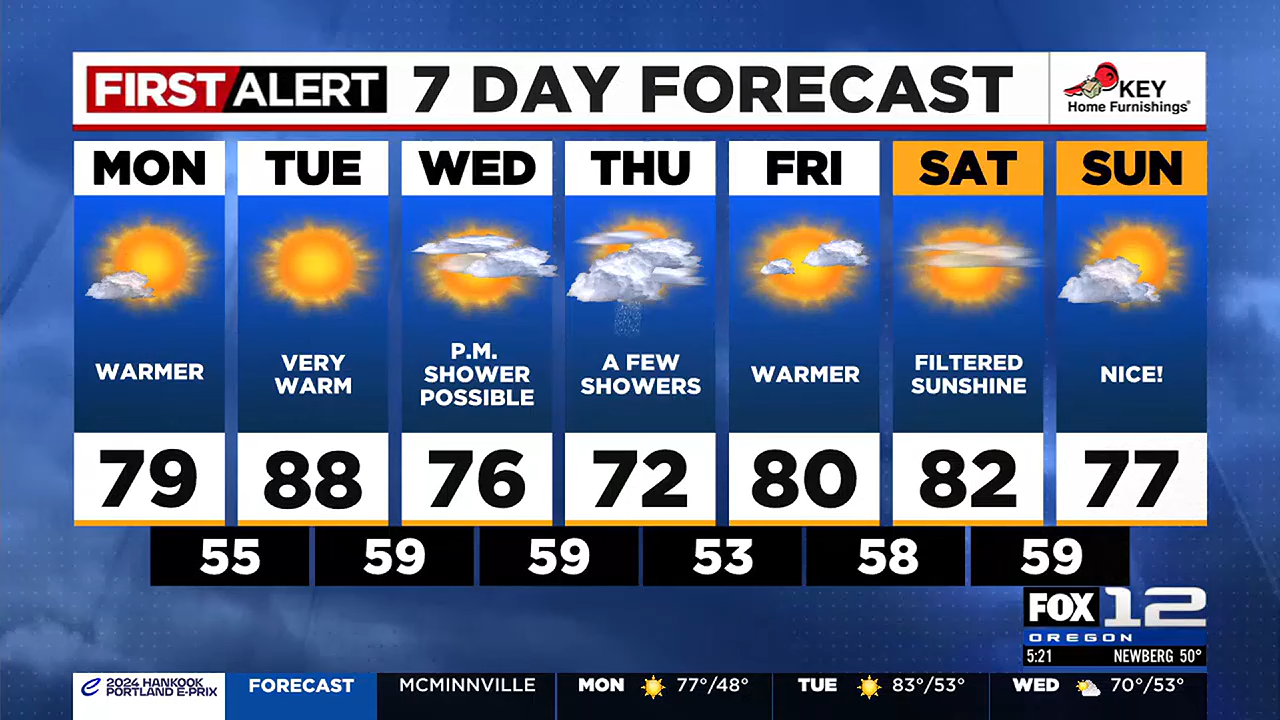 FIRST ALERT 7 DAY FORECAST
KEY
Home Furnishings®
MON TUE WED THU FRI SAT SUN
WARMER
VERY
WARM
P.M.
SHOWER
POSSIBLE
A FEW
SHOWERS
WARMER
FILTERED
SUNSHINE
NICE!
79 88 76 72 80 82 77
55 59 59 53 58 59
FOX 12
OREGON
5:21 NEWBERG 50°
2024 HANKOOK
PORTLAND E-PRIX
FORECAST MCMINNVILLE MON 77°/48° TUE 83°/53° WED 70°/53°